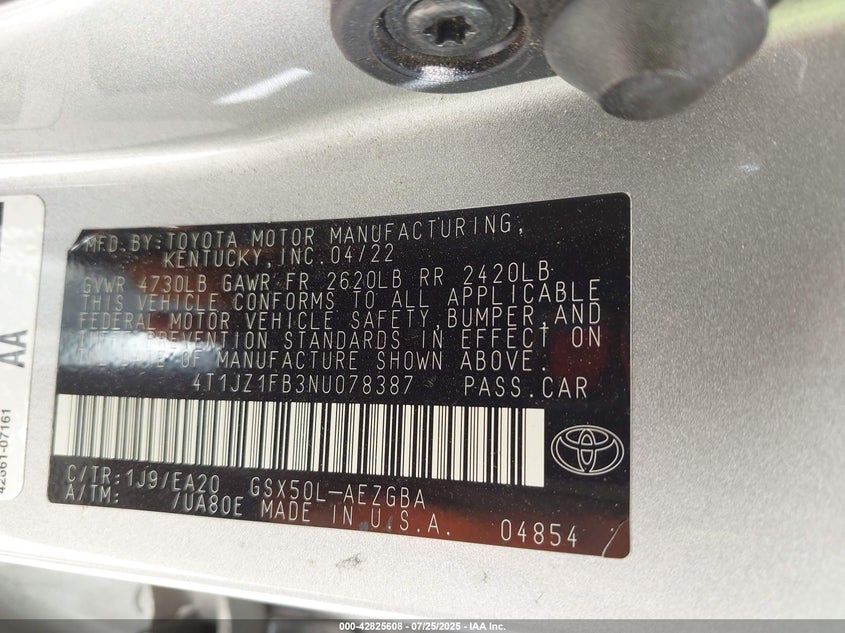 MFD. BY: TOYOTA MOTOR MANUFACTURING,
KENTUCKY, INC. 04/22
GVWR 4730LB GAWR FR 2620LB RR 2420LB
THIS VEHICLE CONFORMS TO ALL APPLICABLE
FEDERAL MOTOR VEHICLE SAFETY, BUMPER, AND
PREVENTION STANDARDS IN EFFECT ON
OF MANUFACTURE SHOWN ABOVE.
4T1JZ1FB3NU078387 PASS.CAR
C/TR: 1J9/EA20 GSX50L-AEZGBA
A/TM: /UA80E MADE IN U.S.A. 04854
AA
42661-07161
000-42825608 | 07/25/2025 - IAA Inc.